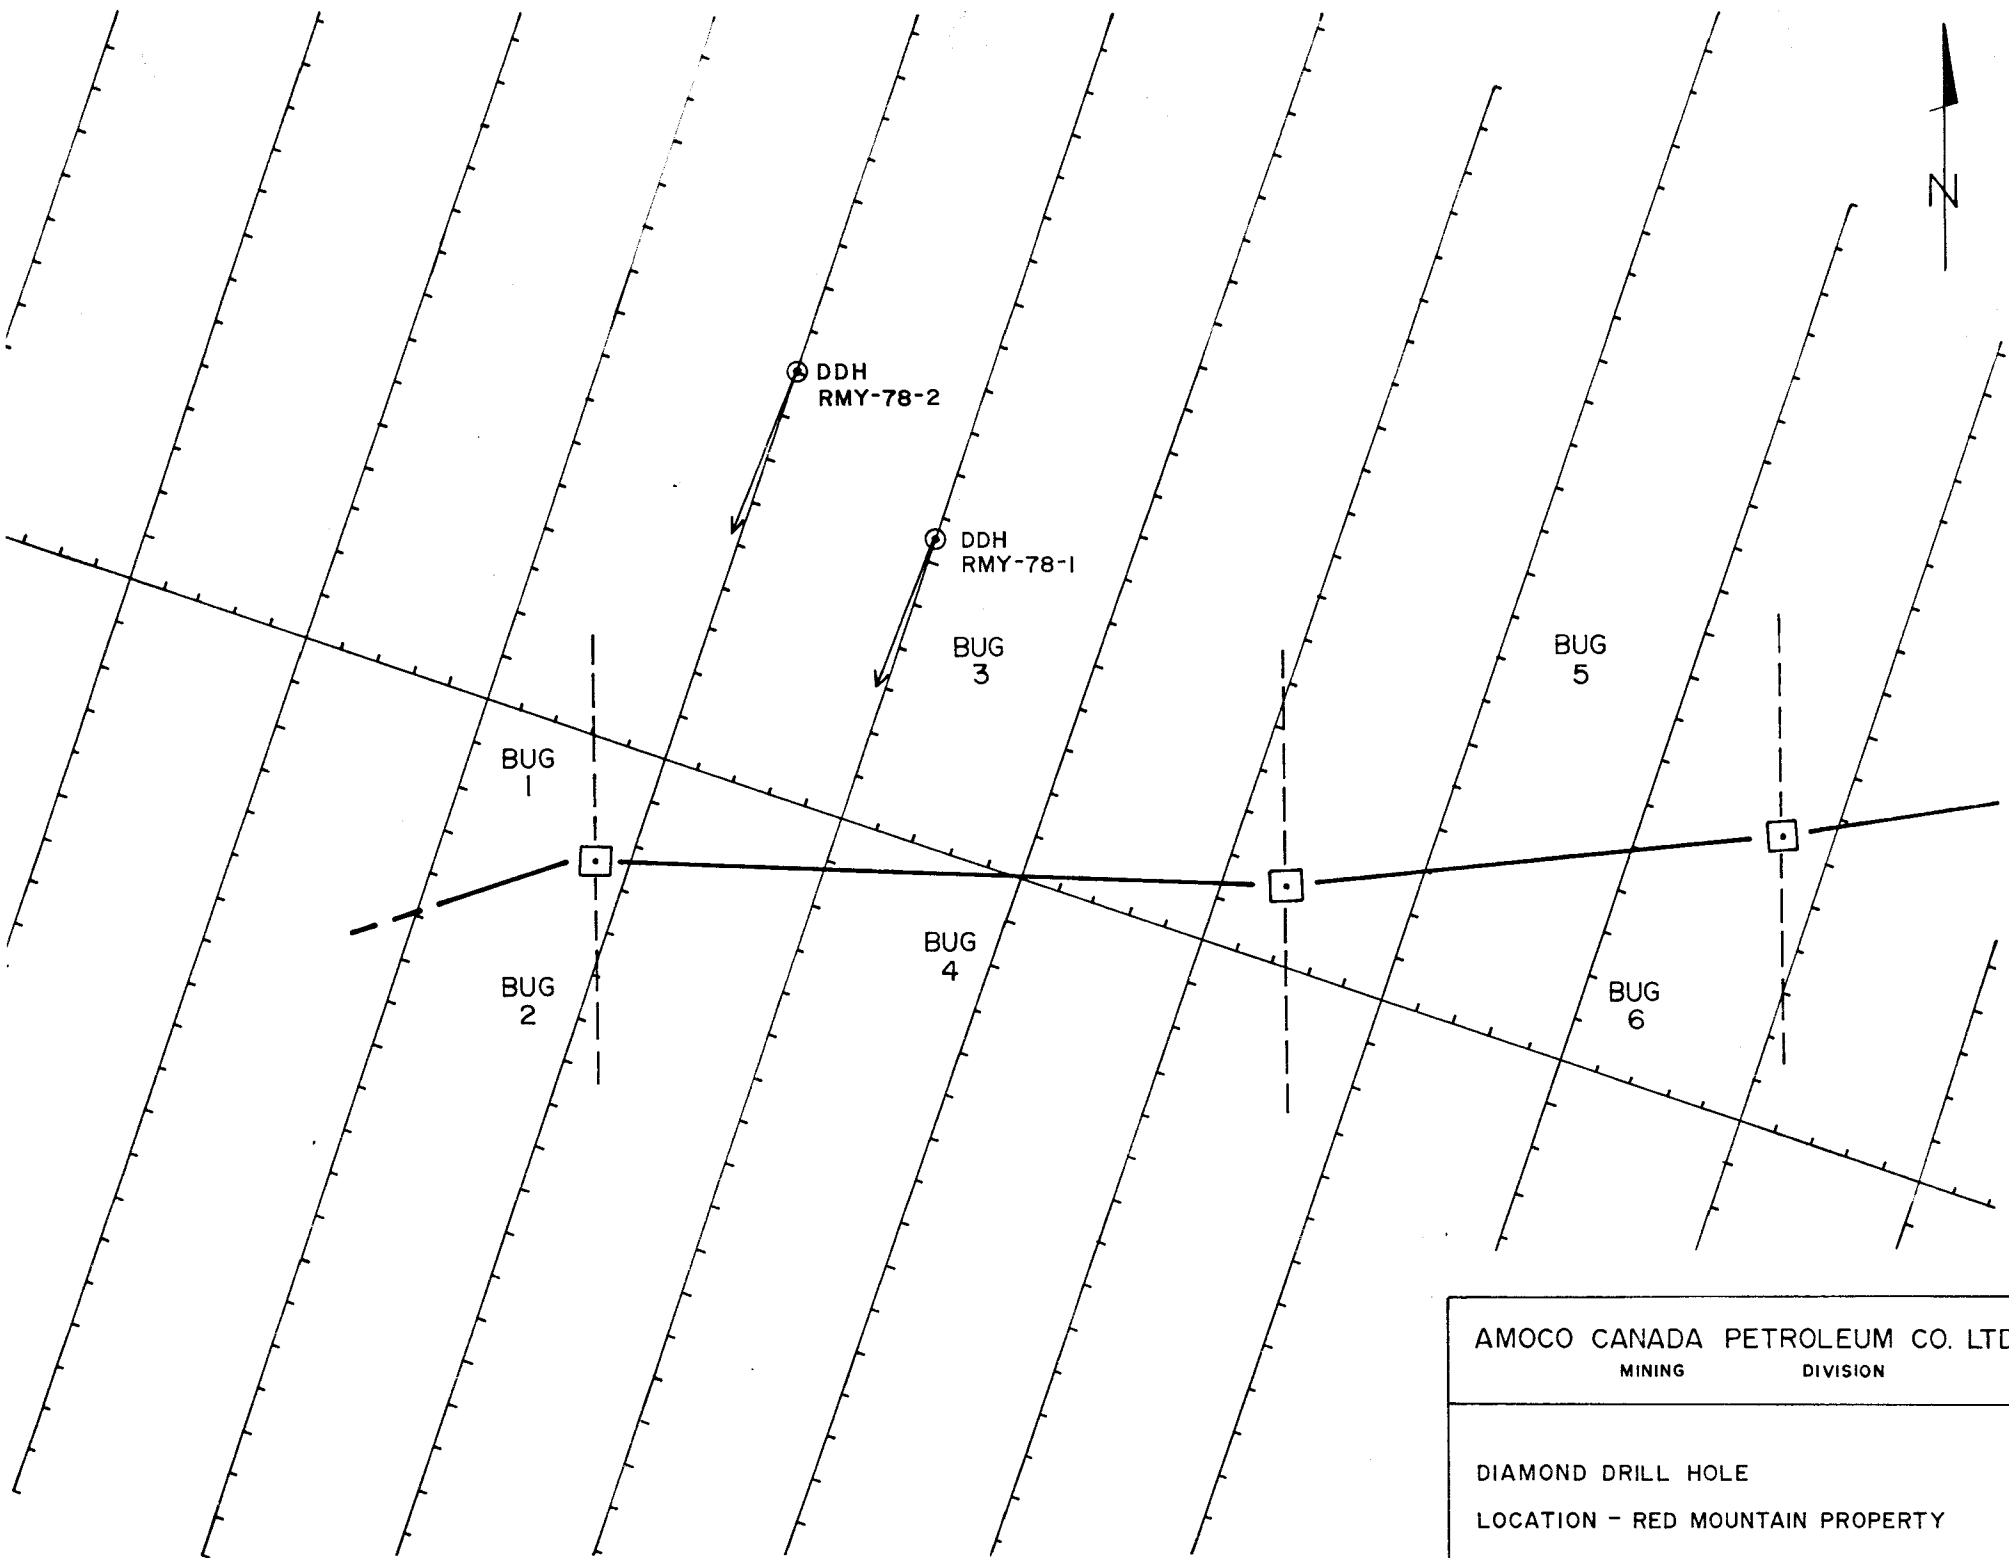 N
DDH
RMY-78-2
DDH
RMY-78-1
BUG
3
BUG
5
BUG
1
BUG
4
BUG
2
BUG
6
AMOCO CANADA PETROLEUM CO. LTD
MINING DIVISION
DIAMOND DRILL HOLE
LOCATION - RED MOUNTAIN PROPERTY